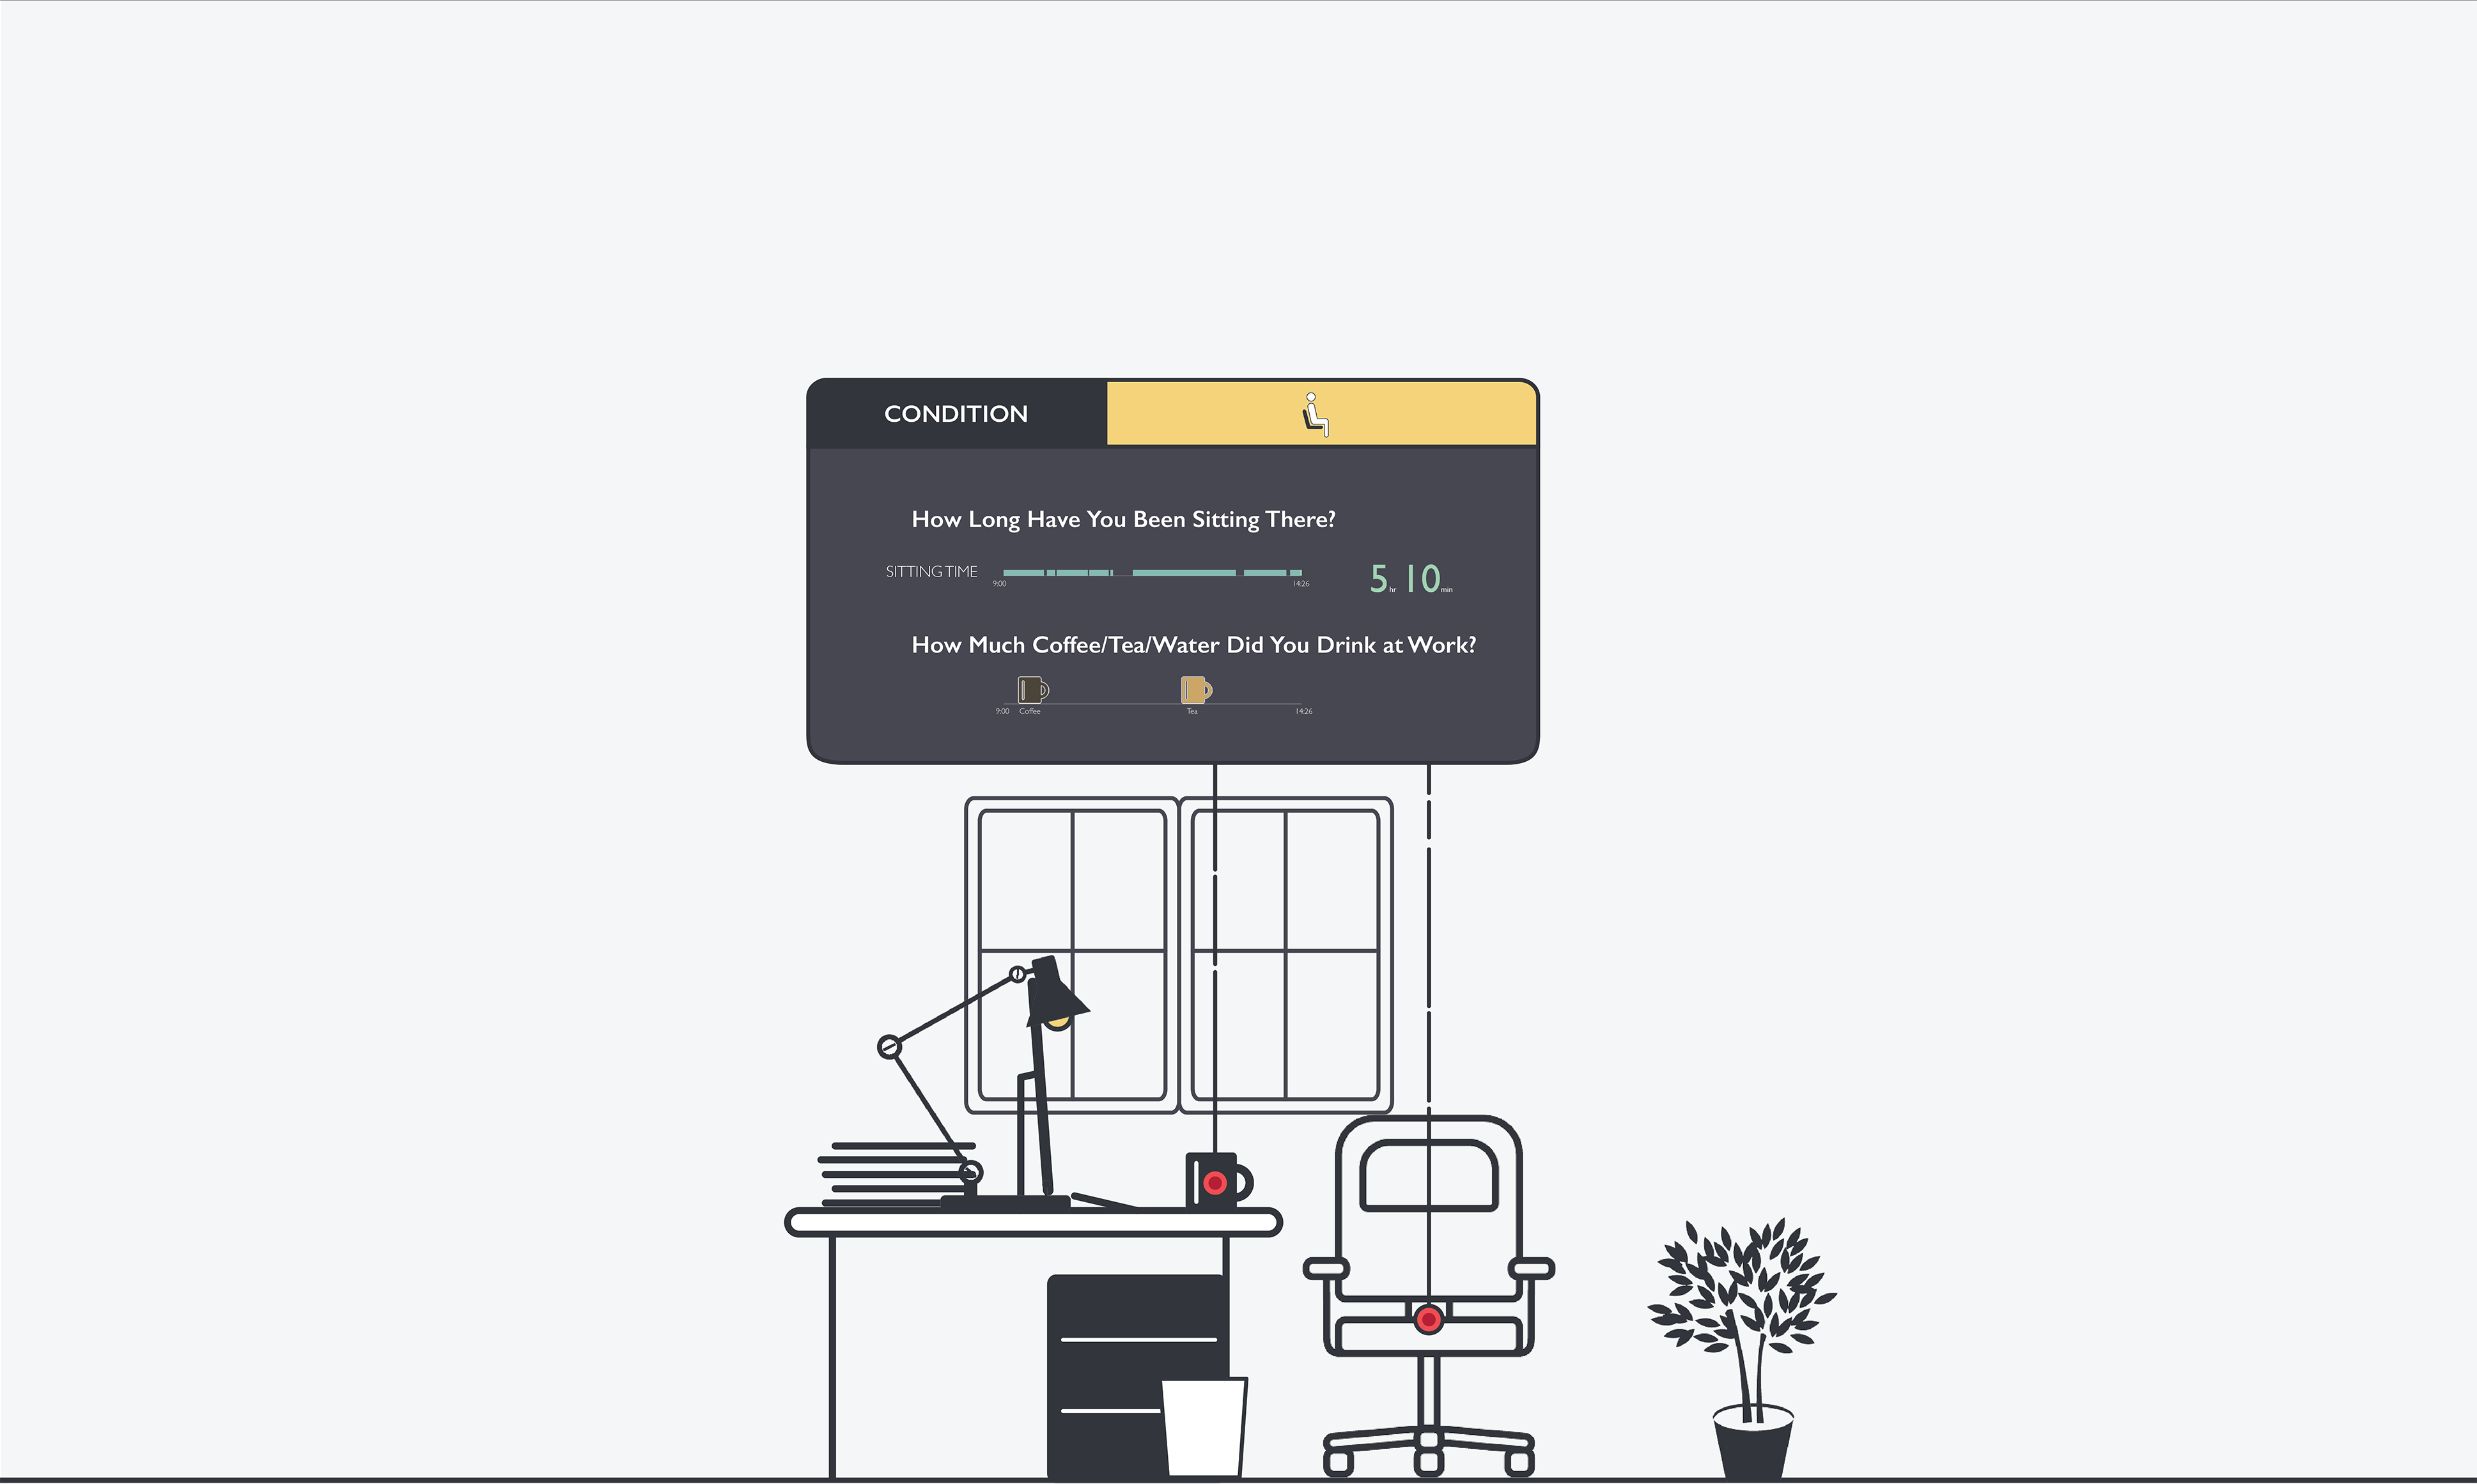 CONDITION
How Long Have You Been Sitting There?
SITTING TIME
9:00
14:26
5 hr 10 min
How Much Coffee/Tea/Water Did You Drink at Work?
9:00 Coffee Tea 14:26